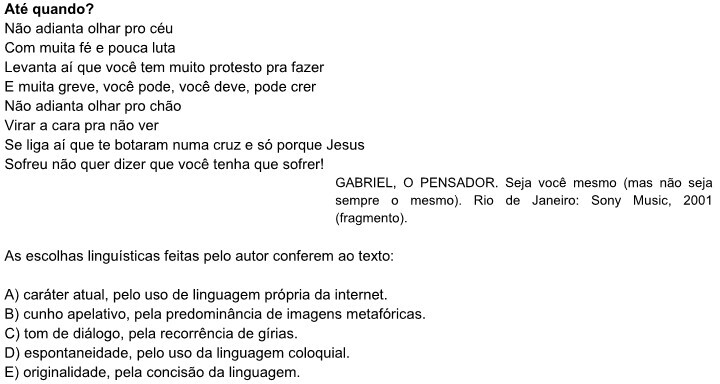 Até quando?
Não adianta olhar pro céu
Com muita fé e pouca luta
Levanta aí que você tem muito protesto pra fazer
E muita greve, você pode, você deve, pode crer
Não adianta olhar pro chão
Virar a cara pra não ver
Se liga aí que te botaram numa cruz e só porque Jesus
Sofreu não quer dizer que você tenha que sofrer!
GABRIEL, O PENSADOR. Seja você mesmo (mas não seja
sempre o mesmo). Rio de Janeiro: Sony Music, 2001
(fragmento).
As escolhas linguísticas feitas pelo autor conferem ao texto:
A) caráter atual, pelo uso de linguagem própria da internet.
B) cunho apelativo, pela predominância de imagens metafóricas.
C) tom de diálogo, pela recorrência de gírias.
D) espontaneidade, pelo uso da linguagem coloquial.
E) originalidade, pela concisão da linguagem.